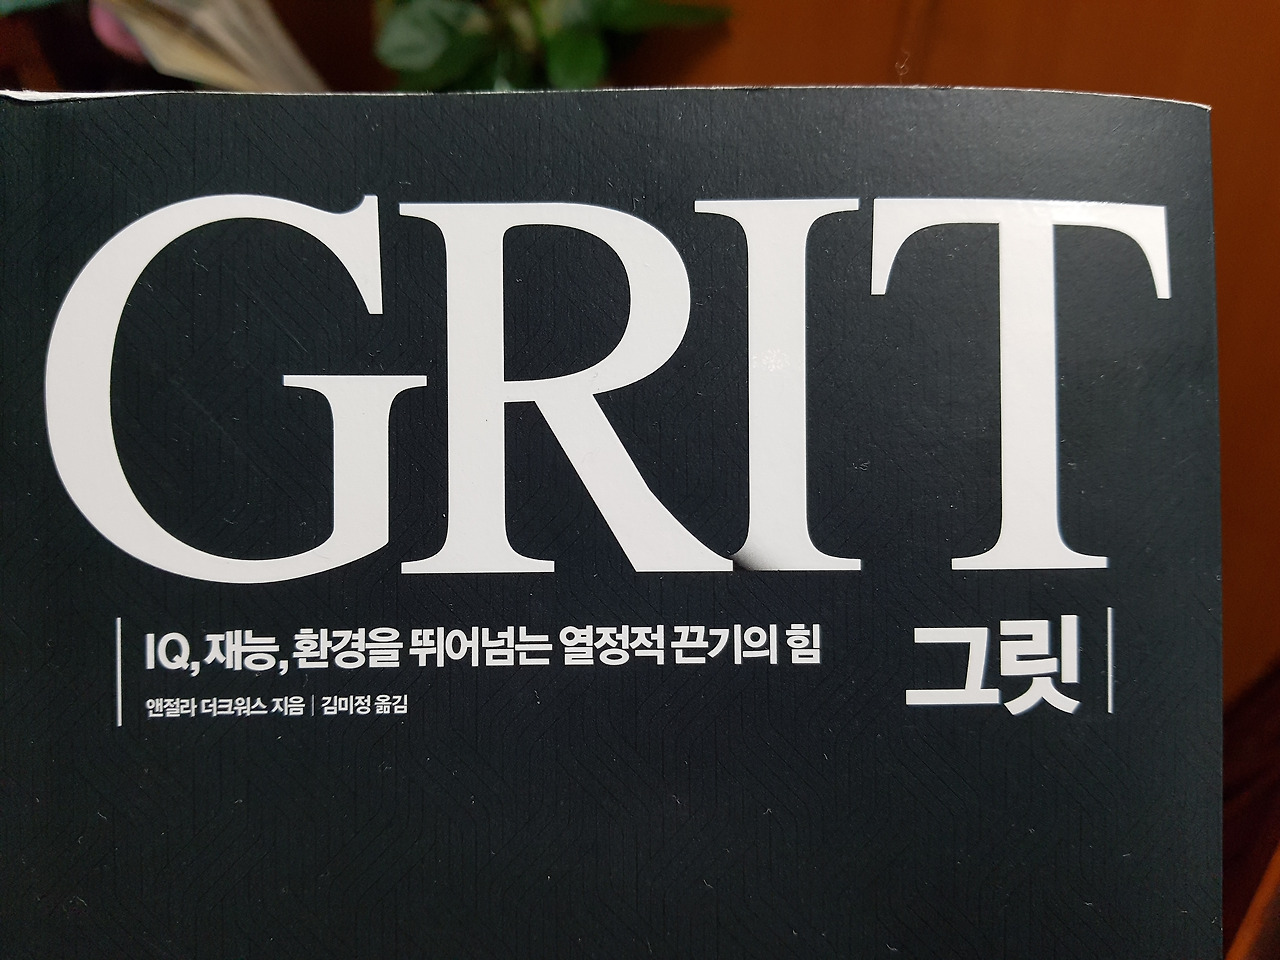 GRIT
IQ, 재능, 환경을 뛰어넘는 열정적 끈기의 힘
앤절라 더크워스 지음 | 김미정 옮김
그릿